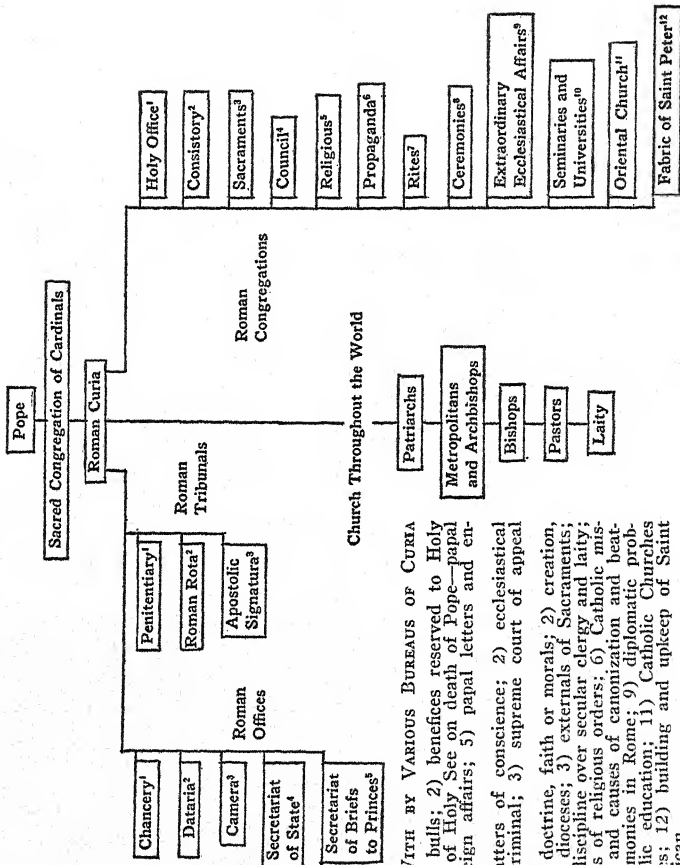 Pope
Sacred Congregation of Cardinals
Roman Curia
Roman
Offices
Chancery¹
Dataria²
Camera³
Secretariat
of State⁴
Secretariat
of Briefs
to Princes⁵
Roman
Tribunals
Penitentiary¹
Roman Rota²
Apostolic
Signatura³
Roman
Congregations
Holy Office¹
Consistory²
Sacraments³
Council⁴
Religious⁵
Propaganda⁶
Rites⁷
Ceremonies⁸
Extraordinary
Ecclesiastical Affairs⁹
Seminaries and
Universities¹⁰
Oriental Church¹¹
Fabric of Saint Peter¹²
Church Throughout the World
Patriarchs
Metropolitans
and Archbishops
Bishops
Pastors
Laity
WITH BY VARIOUS BUREAUS OF CURIA
bulls; 2) benefices reserved to Holy
of Holy See on death of Pope—papal
eign affairs; 5) papal letters and en-
tters of conscience; 2) ecclesiastical
riminal; 3) supreme court of appeal
doctrine, faith or morals; 2) creation,
dioceses; 3) externals of Sacraments;
iscipline over secular clergy and laity;
s of religious orders; 6) Catholic mis-
and causes of canonization and beat-
monies in Rome; 9) diplomatic prob-
lic education; 11) Catholic Churches
es; 12) building and upkeep of Saint